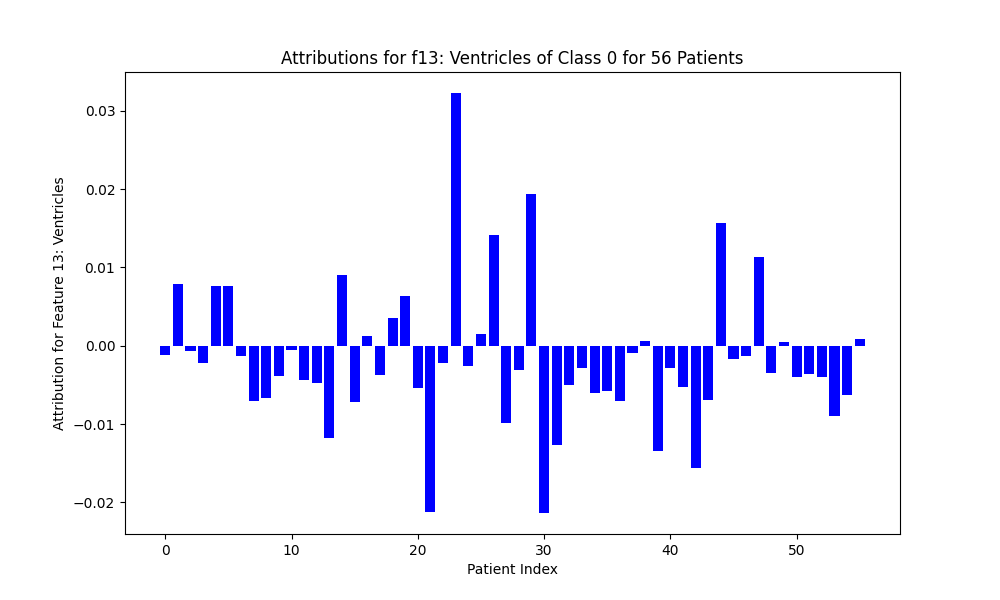 Attributions for f13: Ventricles of Class 0 for 56 Patients
Attribution for Feature 13: Ventricles
0.03
0.02
0.01
0.00
−0.01
−0.02
0 10 20 30 40 50
Patient Index